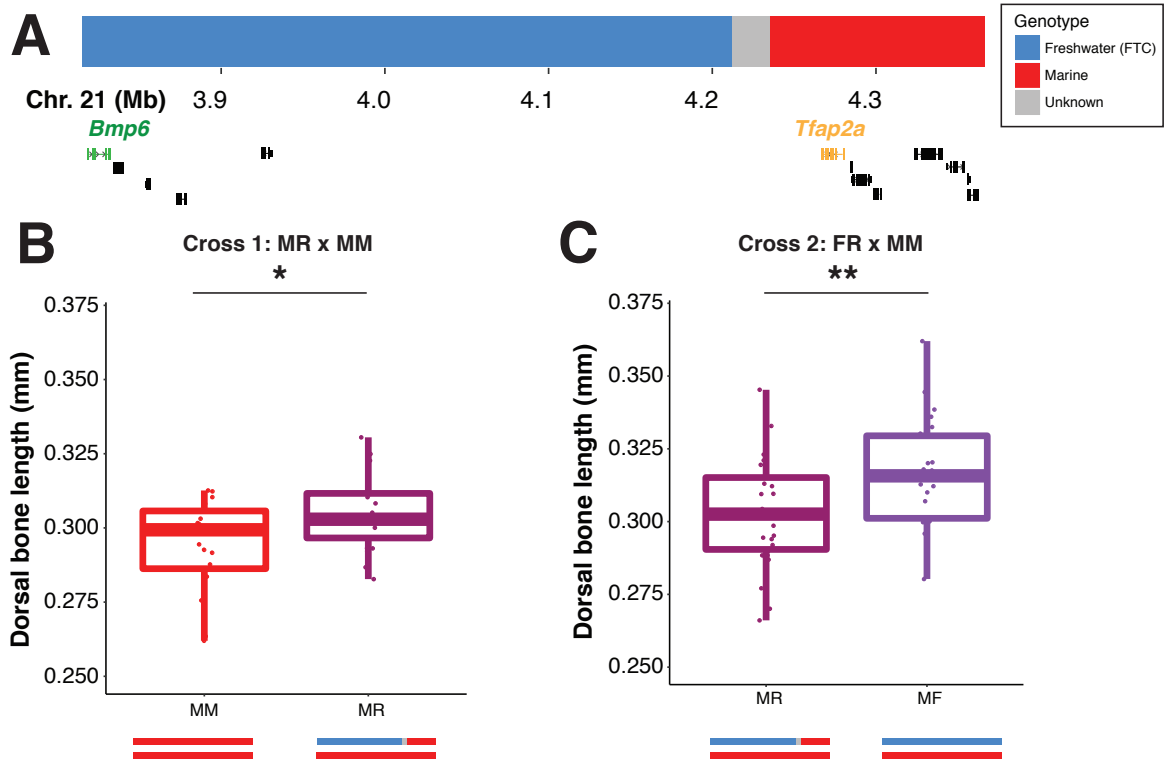 A
Genotype
Freshwater (FTC)
Marine
Unknown
Chr. 21 (Mb) 3.9 4.0 4.1 4.2 4.3
Bmp6 Tfap2a
B
Cross 1: MR x MM
*
Dorsal bone length (mm)
0.375
0.350
0.325
0.300
0.275
0.250
MM MR
C
Cross 2: FR x MM
**
Dorsal bone length (mm)
0.375
0.350
0.325
0.300
0.275
0.250
MR MF